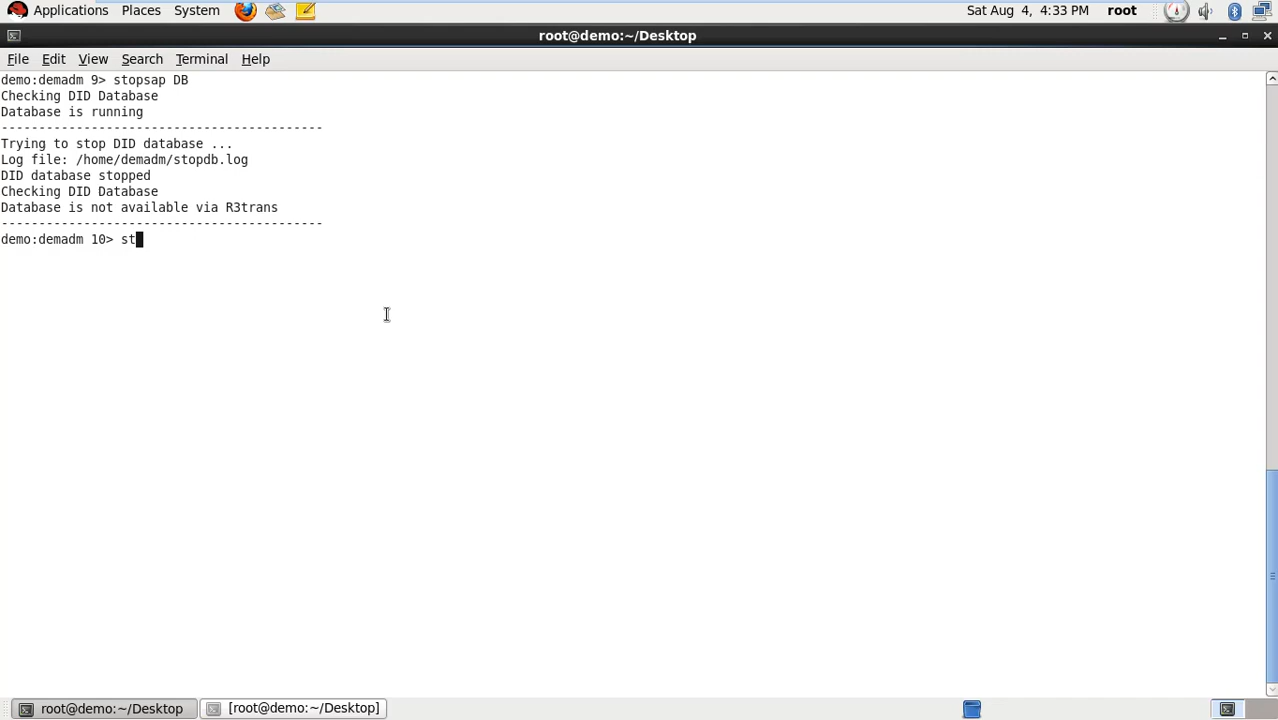 Applications Places System Sat Aug 4, 4:33 PM root
root@demo:~/Desktop
File Edit View Search Terminal Help
demo:demadm 9> stopsap DB
Checking DID Database
Database is running
-------------------------------------------
Trying to stop DID database ...
Log file: /home/demadm/stopdb.log
DID database stopped
Checking DID Database
Database is not available via R3trans
-------------------------------------------
demo:demadm 10> st
root@demo:~/Desktop [root@demo:~/Desktop]